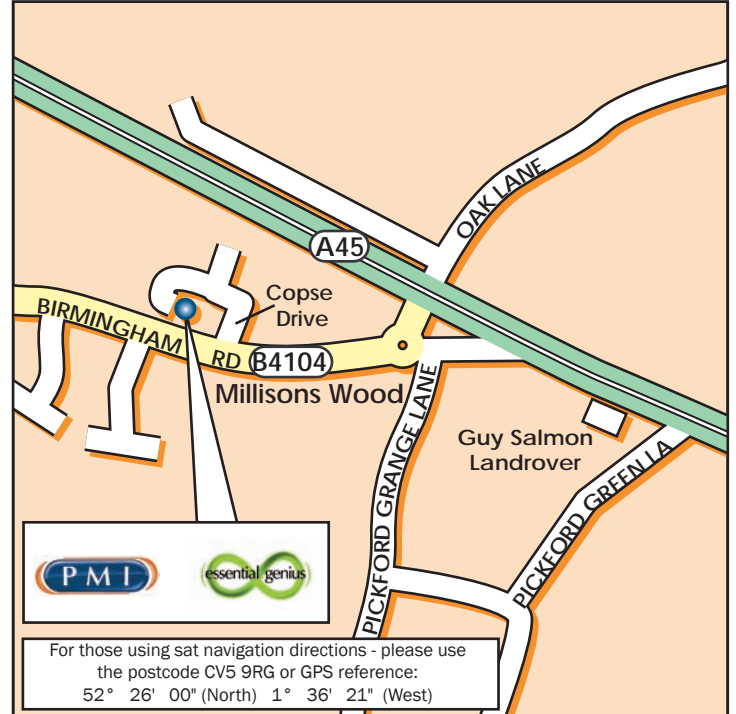 OAK LANE
A45
Copse
Drive
BIRMINGHAM RD B4104
Millisons Wood
Guy Salmon
Landrover
PICKFORD GRANGE LANE
PICKFORD GREEN LA
PMI
essential genius
For those using sat navigation directions - please use
the postcode CV5 9RG or GPS reference:
52° 26' 00" (North) 1° 36' 21" (West)